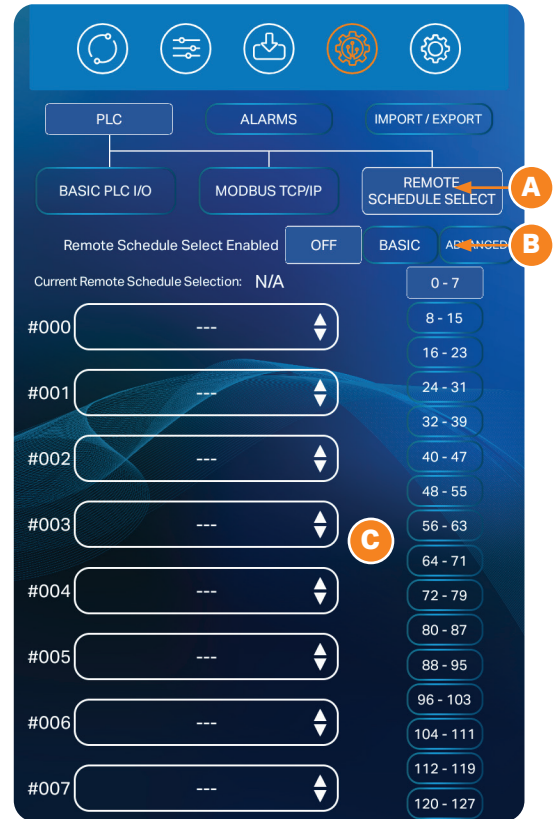 PLC ALARMS IMPORT / EXPORT
BASIC PLC I/O MODBUS TCP/IP REMOTE
SCHEDULE SELECT
A
Remote Schedule Select Enabled OFF BASIC ADVANCED
B
Current Remote Schedule Selection: N/A 0 - 7
#000 --- 8 - 15
16 - 23
#001 --- 24 - 31
32 - 39
#002 --- 40 - 47
48 - 55
#003 --- 56 - 63
C
64 - 71
#004 --- 72 - 79
80 - 87
#005 --- 88 - 95
96 - 103
#006 --- 104 - 111
112 - 119
#007 --- 120 - 127